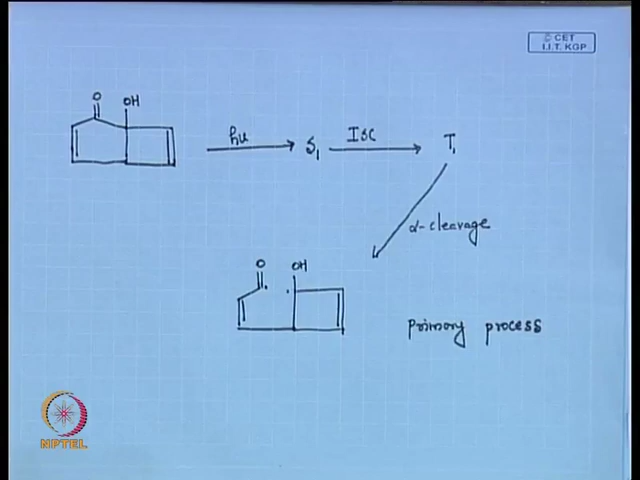 © CET
I.I.T. KGP
O
OH
hν
S1
ISC
T1
α-cleavage
O
OH
Primary process
NPTEL